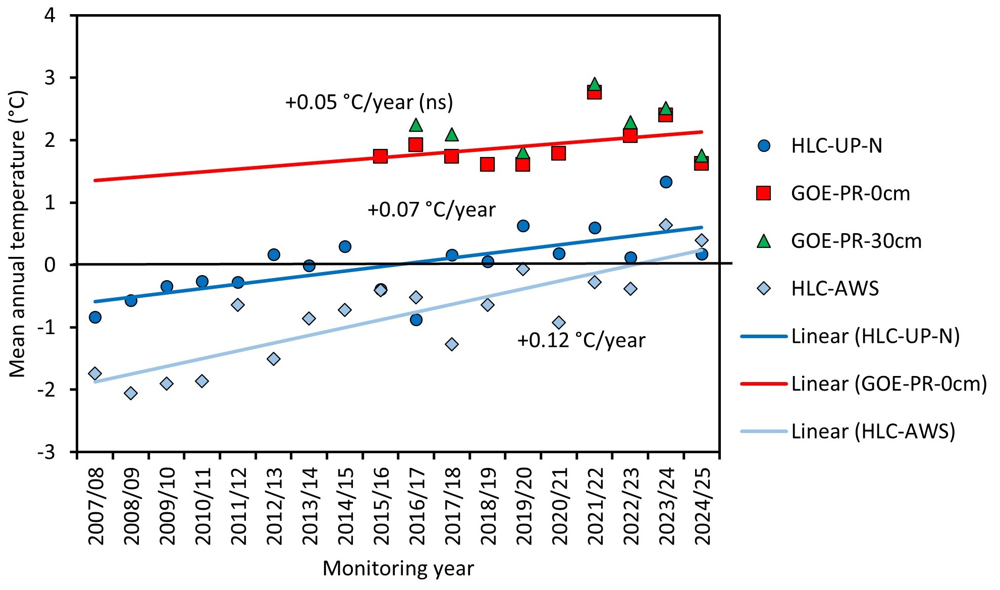 4
3
2
1
0
-1
-2
-3
Mean annual temperature (°C)
+0.05 °C/year (ns)
+0.07 °C/year
+0.12 °C/year
2007/08
2008/09
2009/10
2010/11
2011/12
2012/13
2013/14
2014/15
2015/16
2016/17
2017/18
2018/19
2019/20
2020/21
2021/22
2022/23
2023/24
2024/25
Monitoring year
HLC-UP-N
GOE-PR-0cm
GOE-PR-30cm
HLC-AWS
Linear (HLC-UP-N)
Linear (GOE-PR-0cm)
Linear (HLC-AWS)